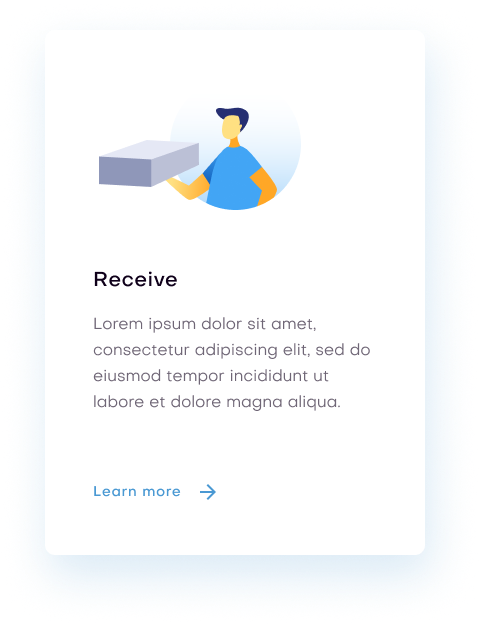 Receive
Lorem ipsum dolor sit amet,
consectetur adipiscing elit, sed do
eiusmod tempor incididunt ut
labore et dolore magna aliqua.
Learn more